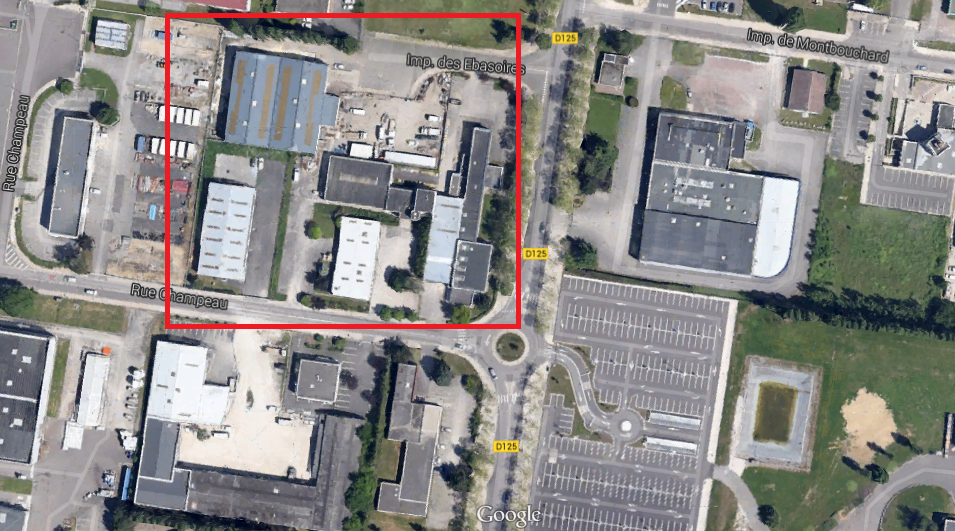 D125
Imp. de Montbouchard
Imp. des Ebasoires
Rue Champeau
D125
Rue Champeau
D125
Google